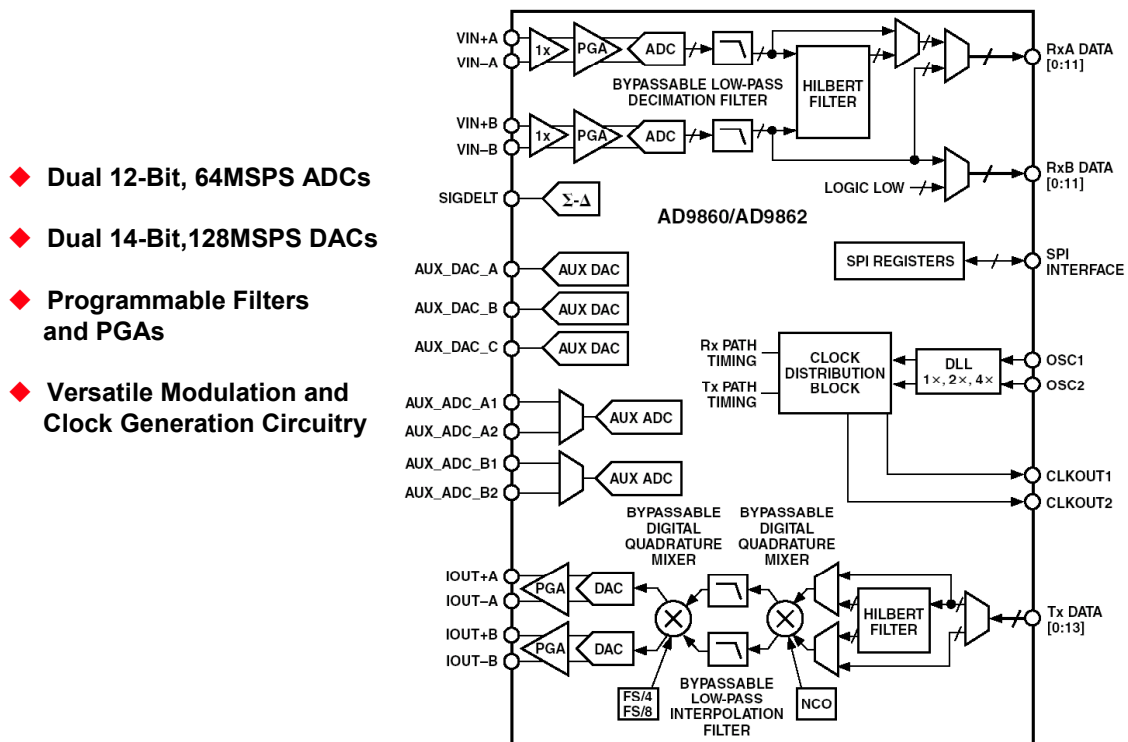 Dual 12-Bit, 64MSPS ADCs
Dual 14-Bit,128MSPS DACs
Programmable Filters
and PGAs
Versatile Modulation and
Clock Generation Circuitry
VIN+A
VIN–A
1x
PGA
ADC
BYPASSABLE LOW-PASS
DECIMATION FILTER
HILBERT
FILTER
RxA DATA
[0:11]
VIN+B
VIN–B
1x
PGA
ADC
LOGIC LOW
RxB DATA
[0:11]
SIGDELT
Σ-Δ
AD9860/AD9862
AUX_DAC_A
AUX DAC
AUX_DAC_B
AUX DAC
AUX_DAC_C
AUX DAC
SPI REGISTERS
SPI
INTERFACE
Rx PATH
TIMING
Tx PATH
TIMING
CLOCK
DISTRIBUTION
BLOCK
DLL
1×, 2×, 4×
OSC1
OSC2
AUX_ADC_A1
AUX_ADC_A2
AUX ADC
AUX_ADC_B1
AUX_ADC_B2
AUX ADC
CLKOUT1
CLKOUT2
BYPASSABLE
DIGITAL
QUADRATURE
MIXER
BYPASSABLE
DIGITAL
QUADRATURE
MIXER
IOUT+A
IOUT–A
PGA
DAC
IOUT+B
IOUT–B
PGA
DAC
HILBERT
FILTER
Tx DATA
[0:13]
FS/4
FS/8
BYPASSABLE
LOW-PASS
INTERPOLATION
FILTER
NCO